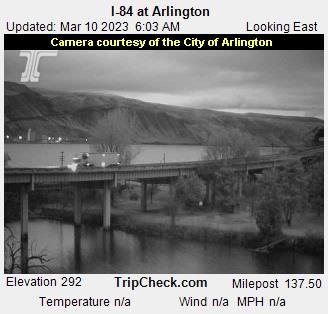 I-84 at Arlington
Updated: Mar 10 2023 6:03 AM Looking East
Camera courtesy of the City of Arlington
Elevation 292 TripCheck.com Milepost 137.50
Temperature n/a Wind n/a MPH n/a